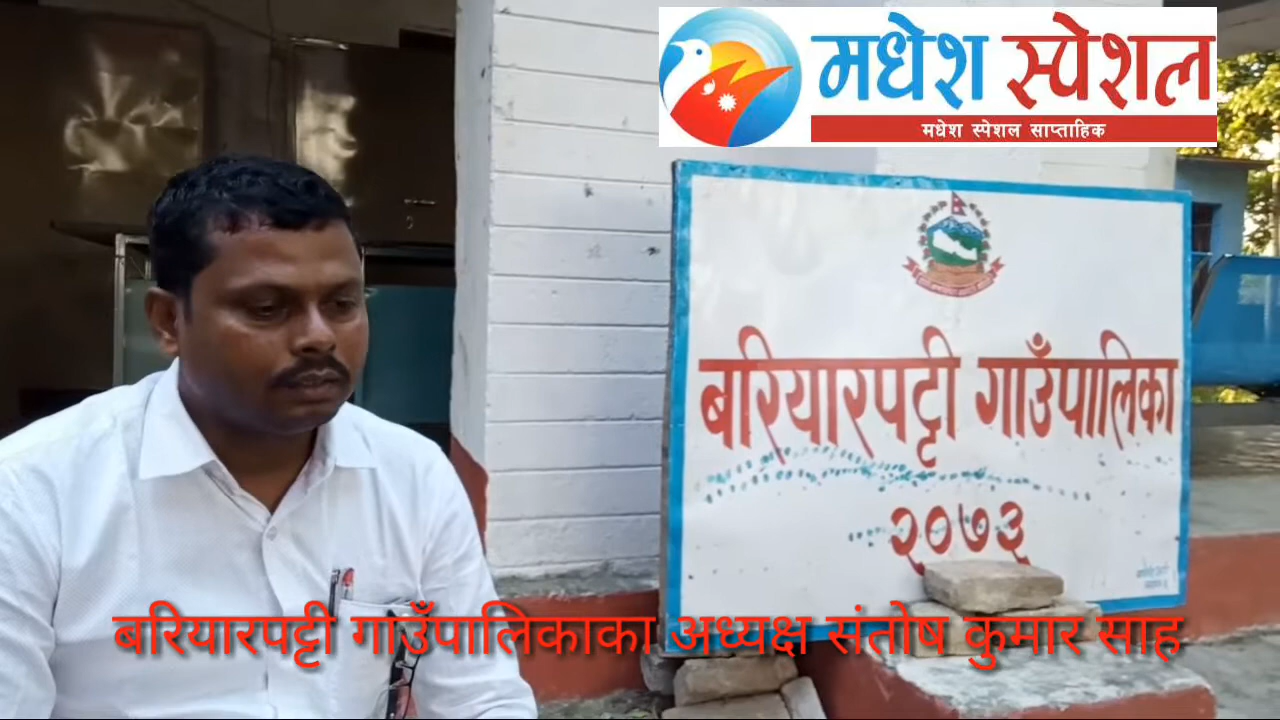 मधेश स्पेशल
मधेश स्पेशल साप्ताहिक
बरियारपट्टी गाउँपालिका
२०७३
बरियारपट्टी गाउँपालिकाका अध्यक्ष संतोष कुमार साह